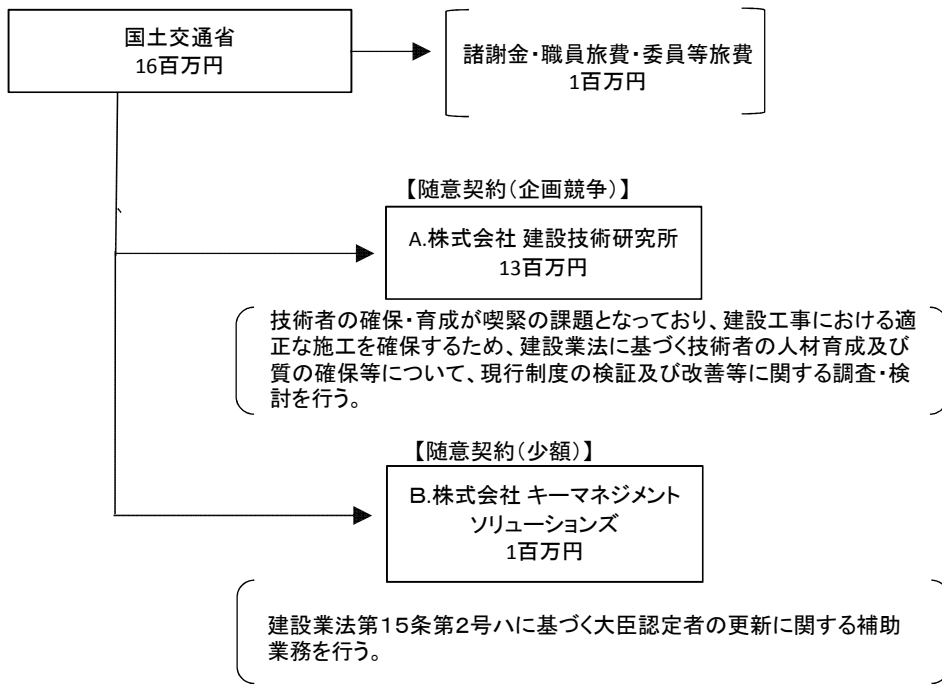 国土交通省
16百万円
諸謝金・職員旅費・委員等旅費
1百万円
【随意契約(企画競争)】
A.株式会社 建設技術研究所
13百万円
技術者の確保・育成が喫緊の課題となっており、建設工事における適
正な施工を確保するため、建設業法に基づく技術者の人材育成及び
質の確保等について、現行制度の検証及び改善等に関する調査・検
討を行う。
【随意契約(少額)】
B.株式会社 キーマネジメント
ソリューションズ
1百万円
建設業法第15条第2号ハに基づく大臣認定者の更新に関する補助
業務を行う。